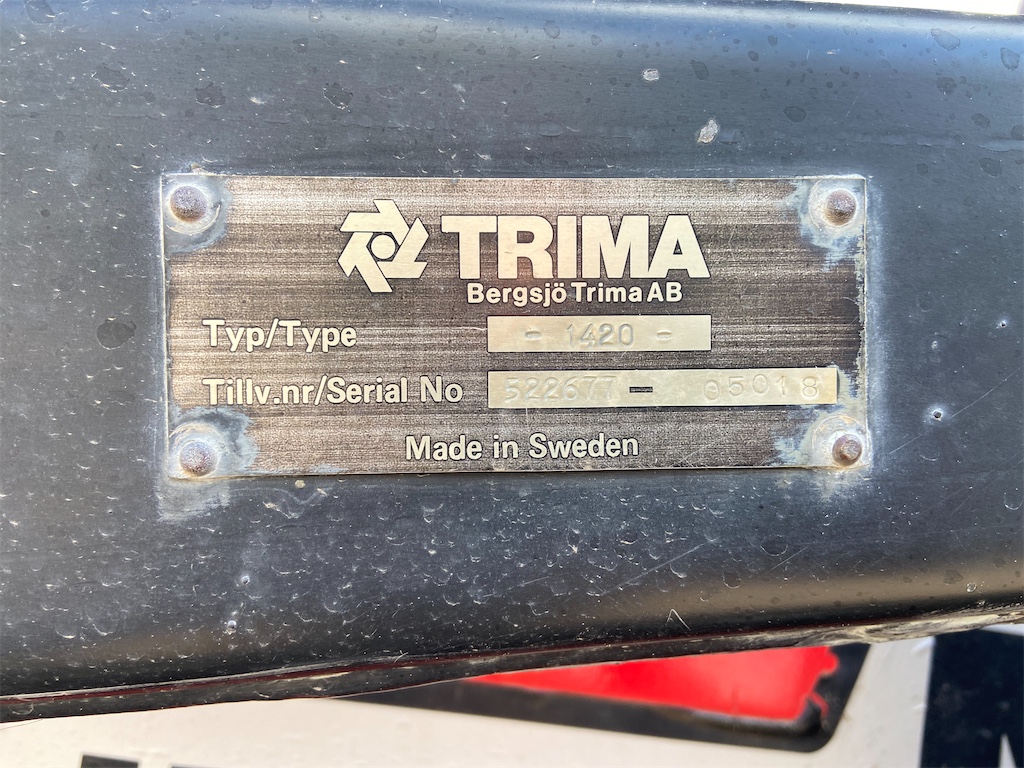 TRIMA
Bergsjö Trima AB
Typ/Type - 1420 -
Tillv.nr/Serial No 522677 - 05018
Made in Sweden